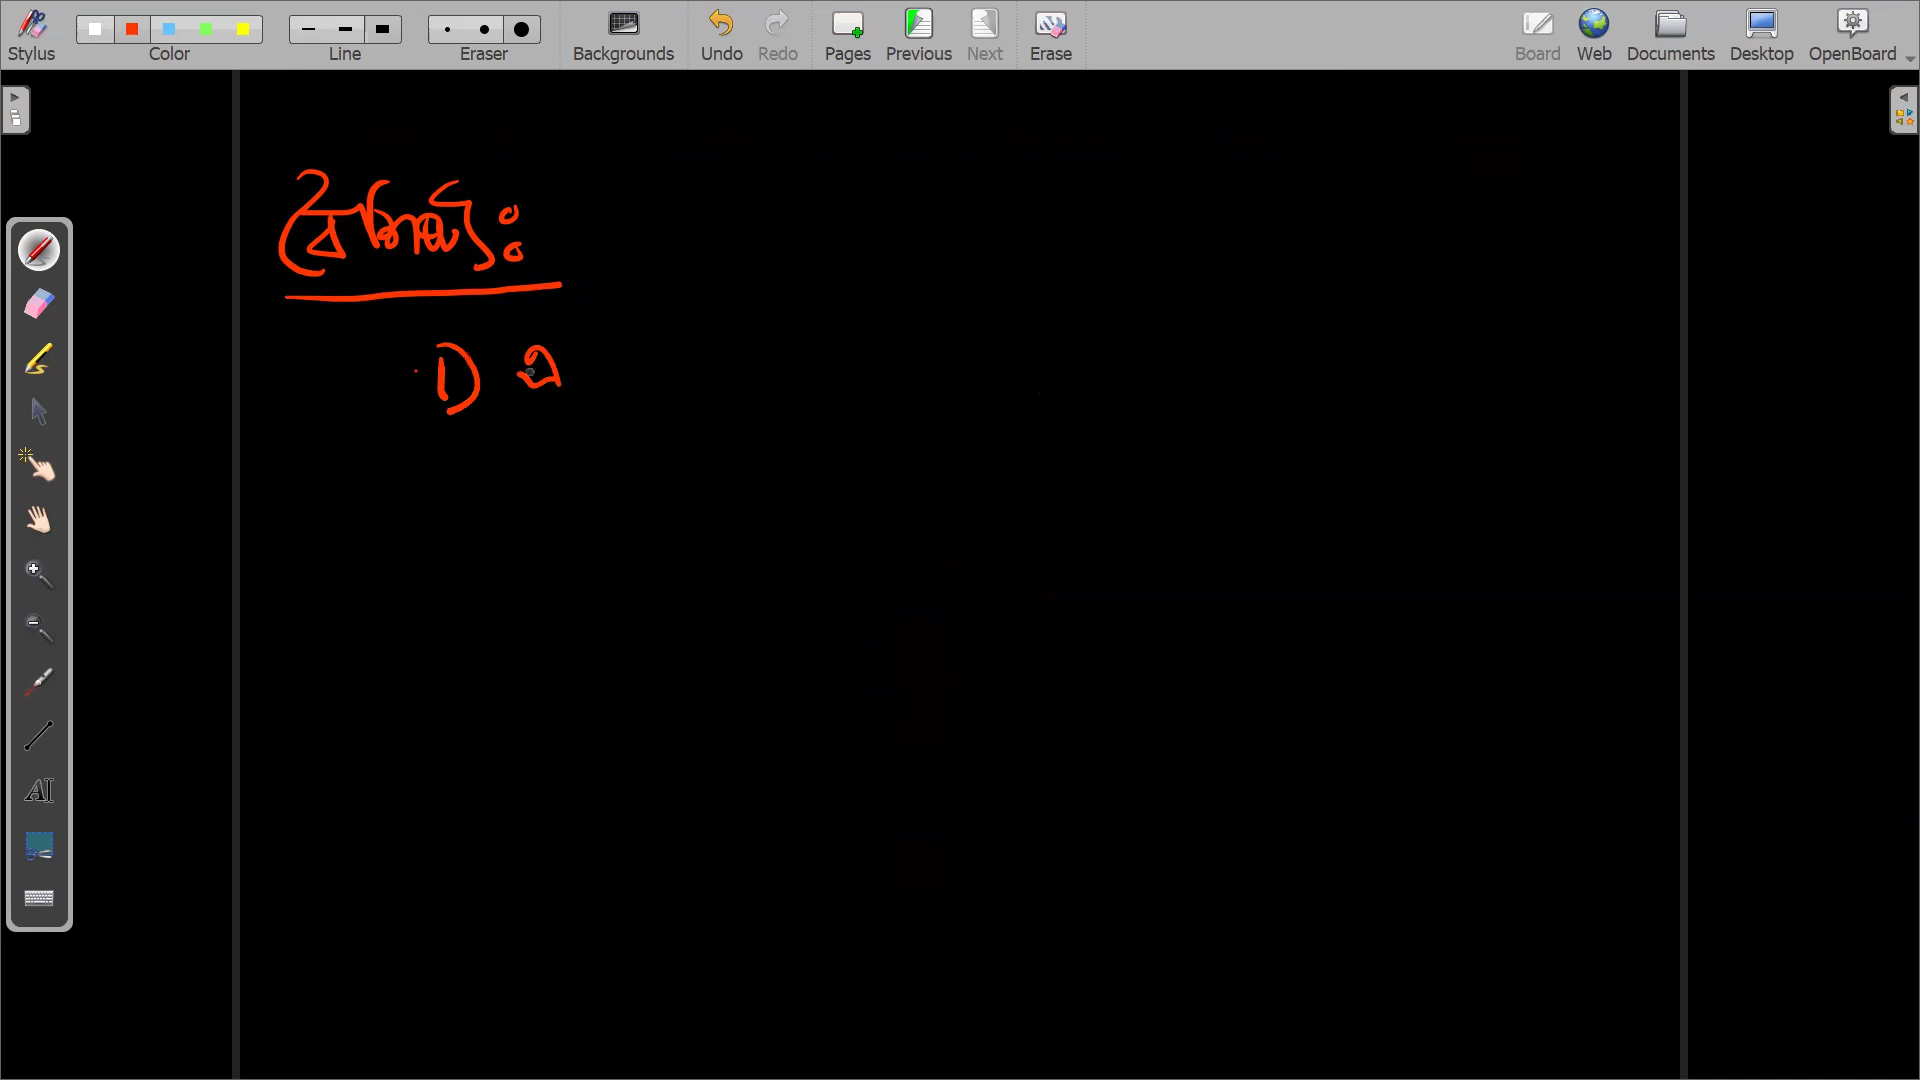 Stylus Color Line Eraser Backgrounds Undo Redo Pages Previous Next Erase Board Web Documents Desktop OpenBoard
বৈশিষ্ট্য:
1)